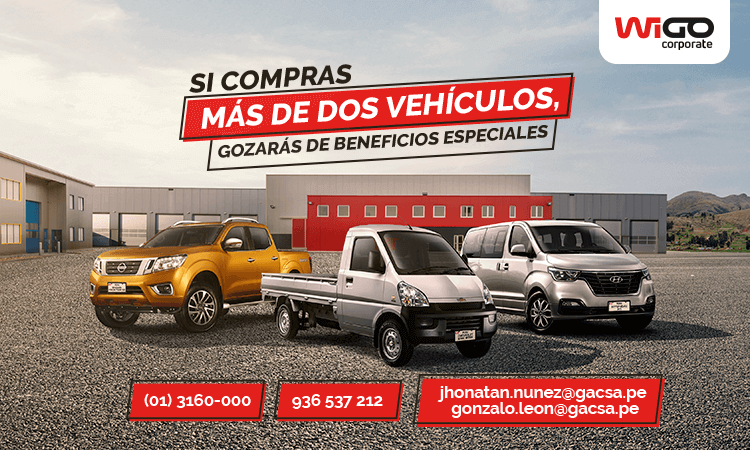 WiGO
corporate
SI COMPRAS
MÁS DE DOS VEHÍCULOS,
GOZARÁS DE BENEFICIOS ESPECIALES
(01) 3160-000
936 537 212
jhonatan.nunez@gacsa.pe
gonzalo.leon@gacsa.pe